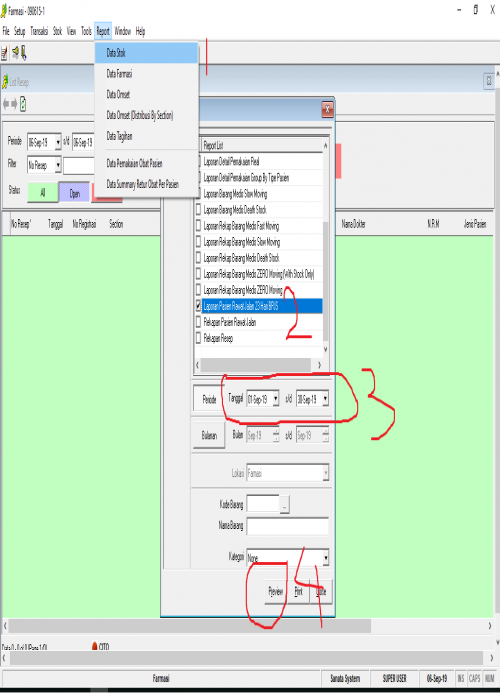 Farmasi - 090615-1
File Setup Transaksi Stok View Tools Report Window Help
1
Data Stok
Data Farmasi
Data Omset
Data Omset (Distribusi By Section)
Data Tagihan
Data Pemakaian Obat Pasien
Data Summary Retur Obat Per Pasien
List Resep
Periode 06-Sep-19 s/d 06-Sep-19
Filter No Resep
Status All Open
No Resep Tanggal No Registrasi Section Nama Dokter N.R.M Jenis Pasien
Report List
Laporan Detail Pemakaian Real
Laporan Detail Pemakaian Group By Tipe Pasien
Laporan Barang Medis Slow Moving
Laporan Barang Medis Death Stock
Laporan Rekap Barang Medis Fast Moving
Laporan Rekap Barang Medis Slow Moving
Laporan Rekap Barang Medis Death Stock
Laporan Rekap Barang Medis ZERO Moving (With Stock Only)
Laporan Rekap Barang Medis ZERO Moving
Laporan Pasien Rawat Jalan 23 Hari BPJS
Rekapan Pasien Rawat Jalan
Rekapan Resep
2
Periode Tanggal 01-Sep-19 s/d 30-Sep-19
3
Bulanan Bulan Sep-19 s/d Sep-19
Lokasi Farmasi
Kode Barang ...
Nama Barang
Kategori None
Preview Print
4
Data 0 - 0 of 0 [Page 1/0] CITO
Farmasi Sanata System SUPER USER 06-Sep-19 INS CAPS NUM